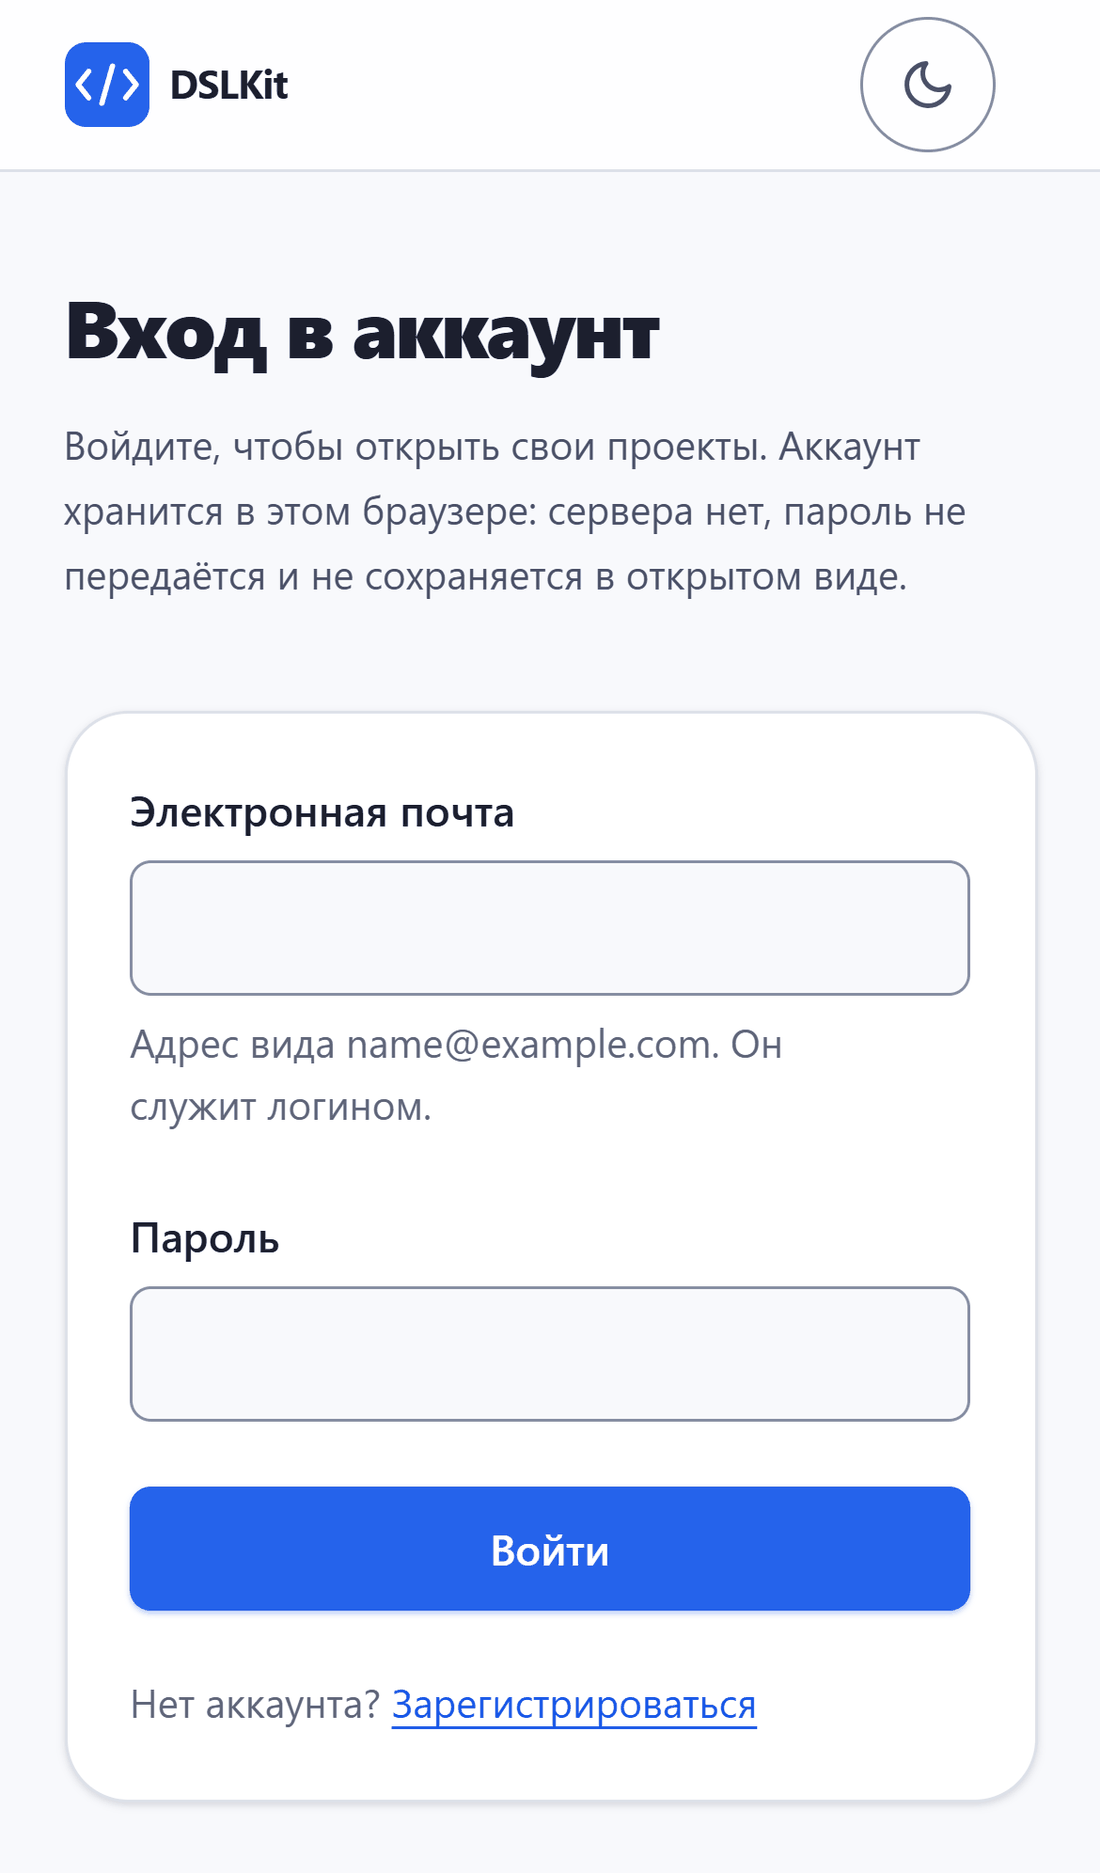 DSLKit
Вход в аккаунт
Войдите, чтобы открыть свои проекты. Аккаунт
хранится в этом браузере: сервера нет, пароль не
передаётся и не сохраняется в открытом виде.
Электронная почта
Адрес вида name@example.com. Он
служит логином.
Пароль
Войти
Нет аккаунта? Зарегистрироваться